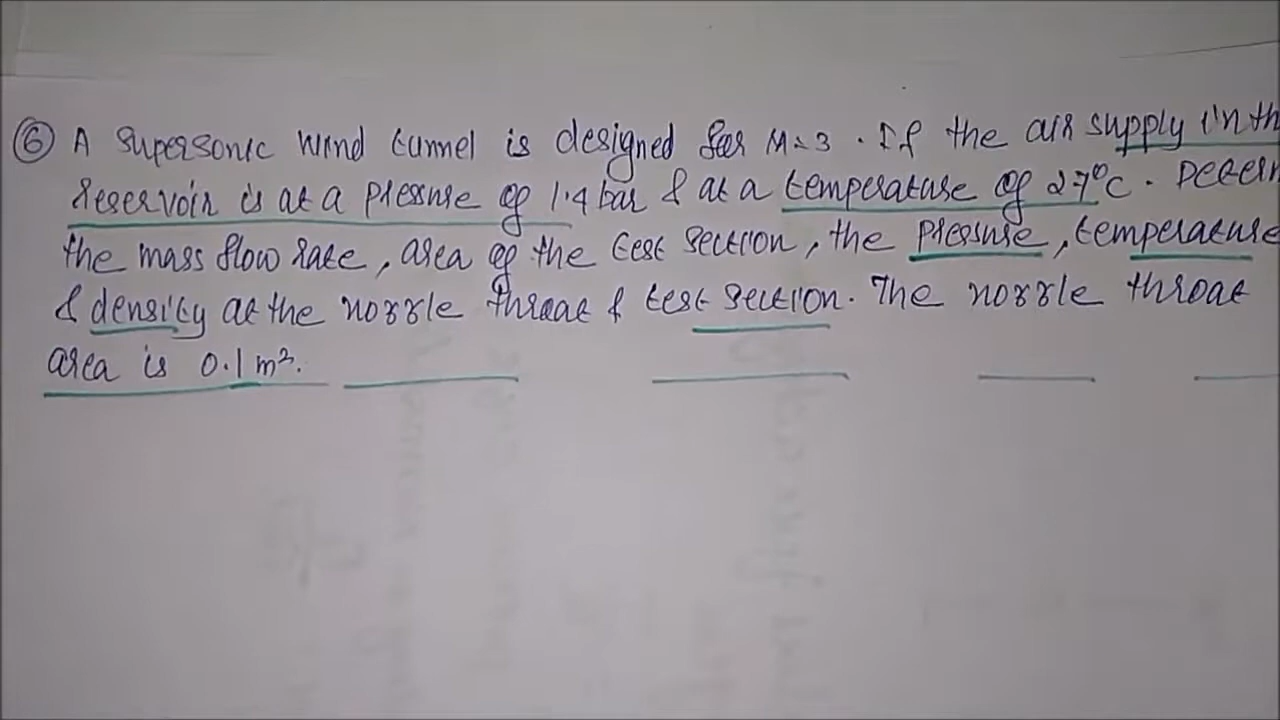 ⑥ A supersonic wind tunnel is designed for M=3. If the air supply in th
reservoir is at a pressure of 1.4 bar & at a temperature of 27°C. Determ
the mass flow rate, area of the test section, the pressure, temperature
& density at the nozzle throat & test section. The nozzle throat
area is 0.1 m².